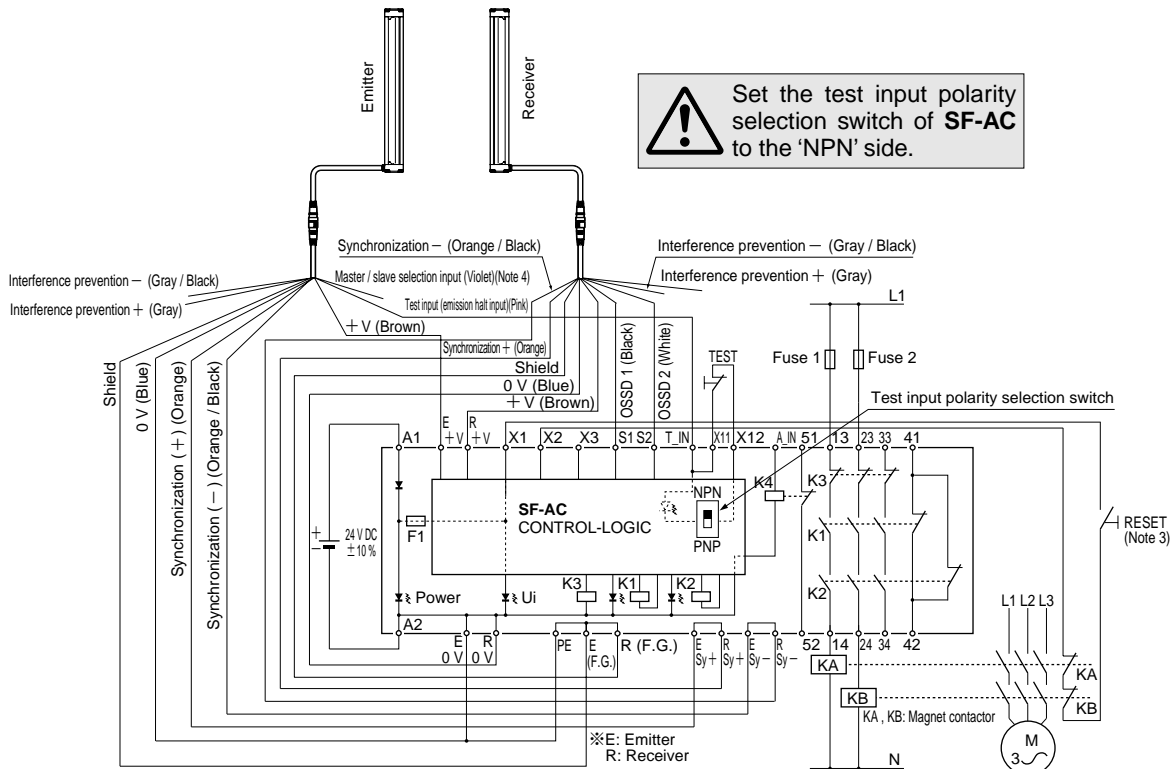 Emitter
Receiver
Set the test input polarity
selection switch of SF-AC
to the ‘NPN’ side.
Synchronization − (Orange / Black)
Interference prevention − (Gray / Black)
Interference prevention − (Gray / Black)
Master / slave selection input (Violet)(Note 4)
Interference prevention + (Gray)
Interference prevention + (Gray)
Test input (emission halt input)(Pink)
L1
+ V (Brown)
Synchronization + (Orange)
Shield
0 V (Blue)
+ V (Brown)
OSSD 1 (Black)
OSSD 2 (White)
TEST
Fuse 1
Fuse 2
Test input polarity selection switch
Shield
0 V (Blue)
Synchronization (+) (Orange)
Synchronization (−) (Orange / Black)
A1
E +V
R +V
X1
X2
X3
S1
S2
T_IN
X11
X12
A_IN
51
13
23
33
41
SF-AC
CONTROL-LOGIC
NPN
PNP
K4
K3
K1
K2
F1
+
−
24 V DC
±10 %
RESET
(Note 3)
Power
Ui
K3
K1
K2
A2
E
0 V
R
0 V
PE
E
(F.G.)
R (F.G.)
E
Sy+
R
Sy+
E
Sy−
R
Sy−
52
14
24
34
42
L1
L2
L3
KA
KA
KB
KB
KA , KB: Magnet contactor
※E: Emitter
R: Receiver
N
M
3